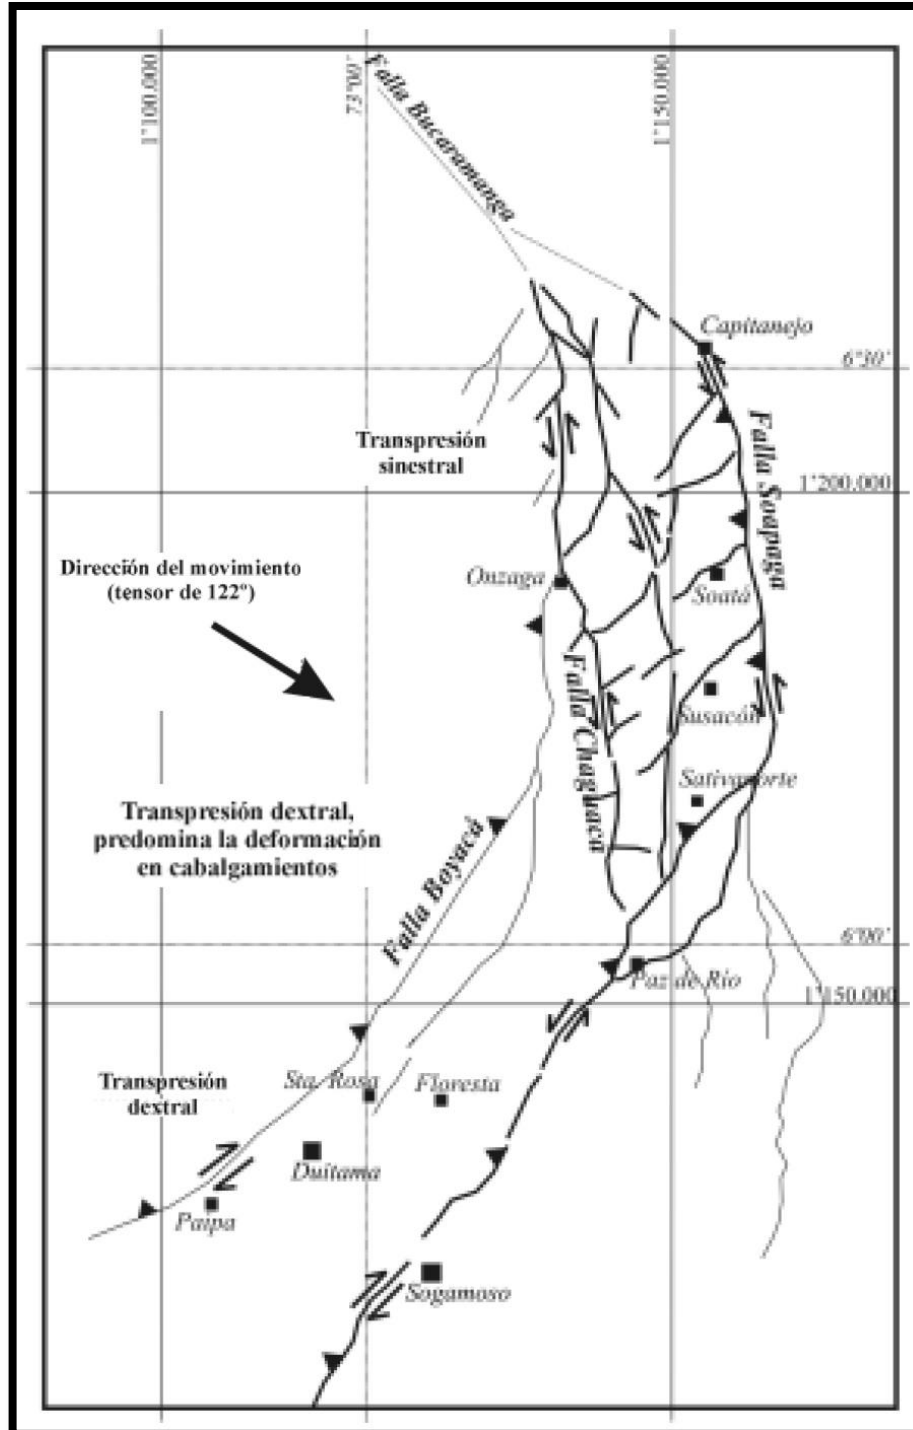 1'100.000
73°00'
1'150.000
Falla Bucaramanga
Capitanejo
6°30'
Transpresión
sinestral
Falla Soapaga
1'200.000
Dirección del movimiento
(tensor de 122°)
Onzaga
Soatá
Falla Chaguaca
Susacón
Sativanorte
Transpresión dextral,
predomina la deformación
en cabalgamientos
Falla Boyacá
6°00'
Paz de Río
1'150.000
Transpresión
dextral
Sta. Rosa
Floresta
Duitama
Paipa
Sogamoso